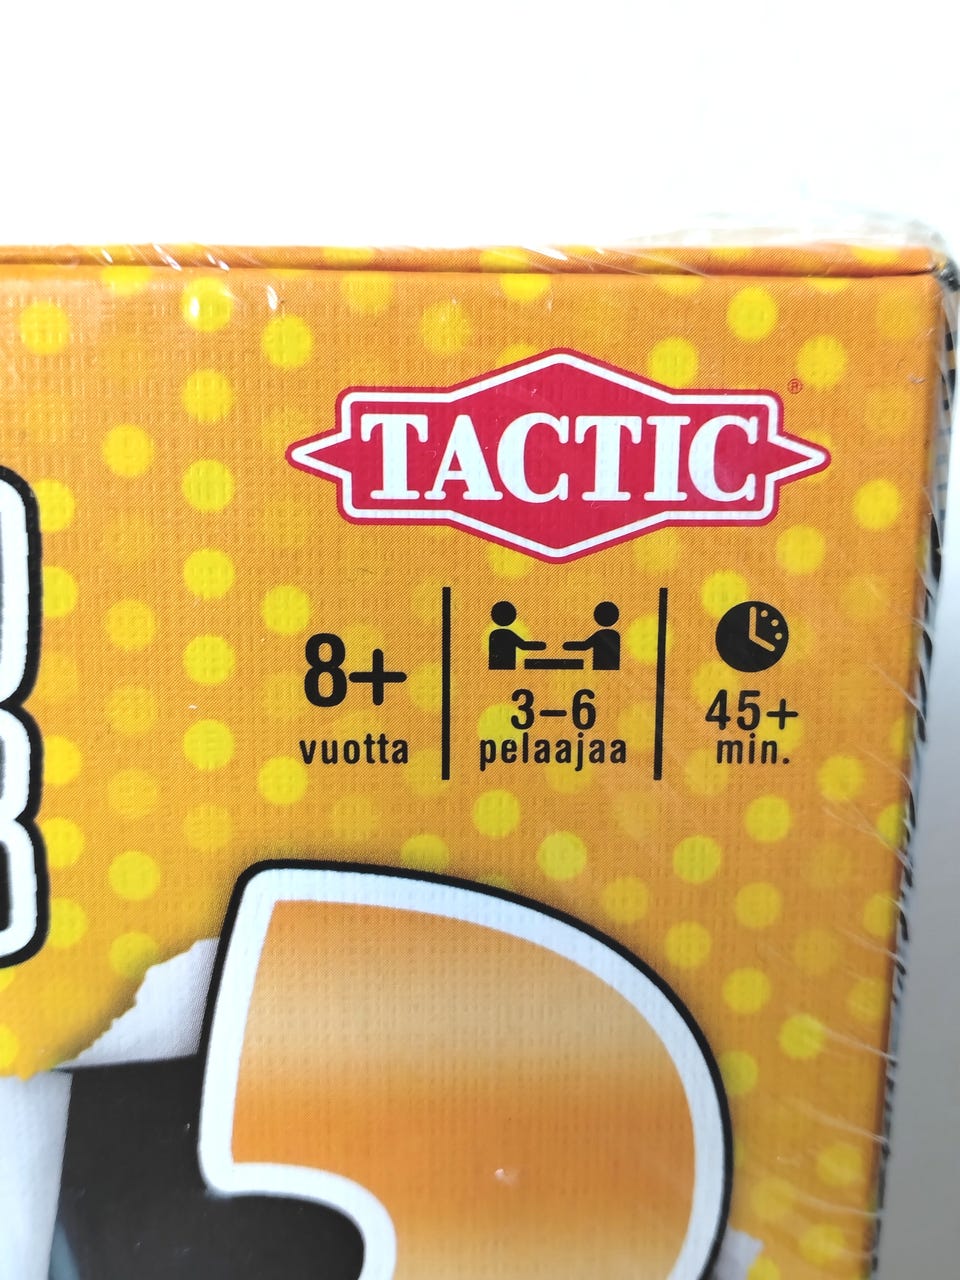 TACTIC®
8+
vuotta
3–6
pelaajaa
45+
min.